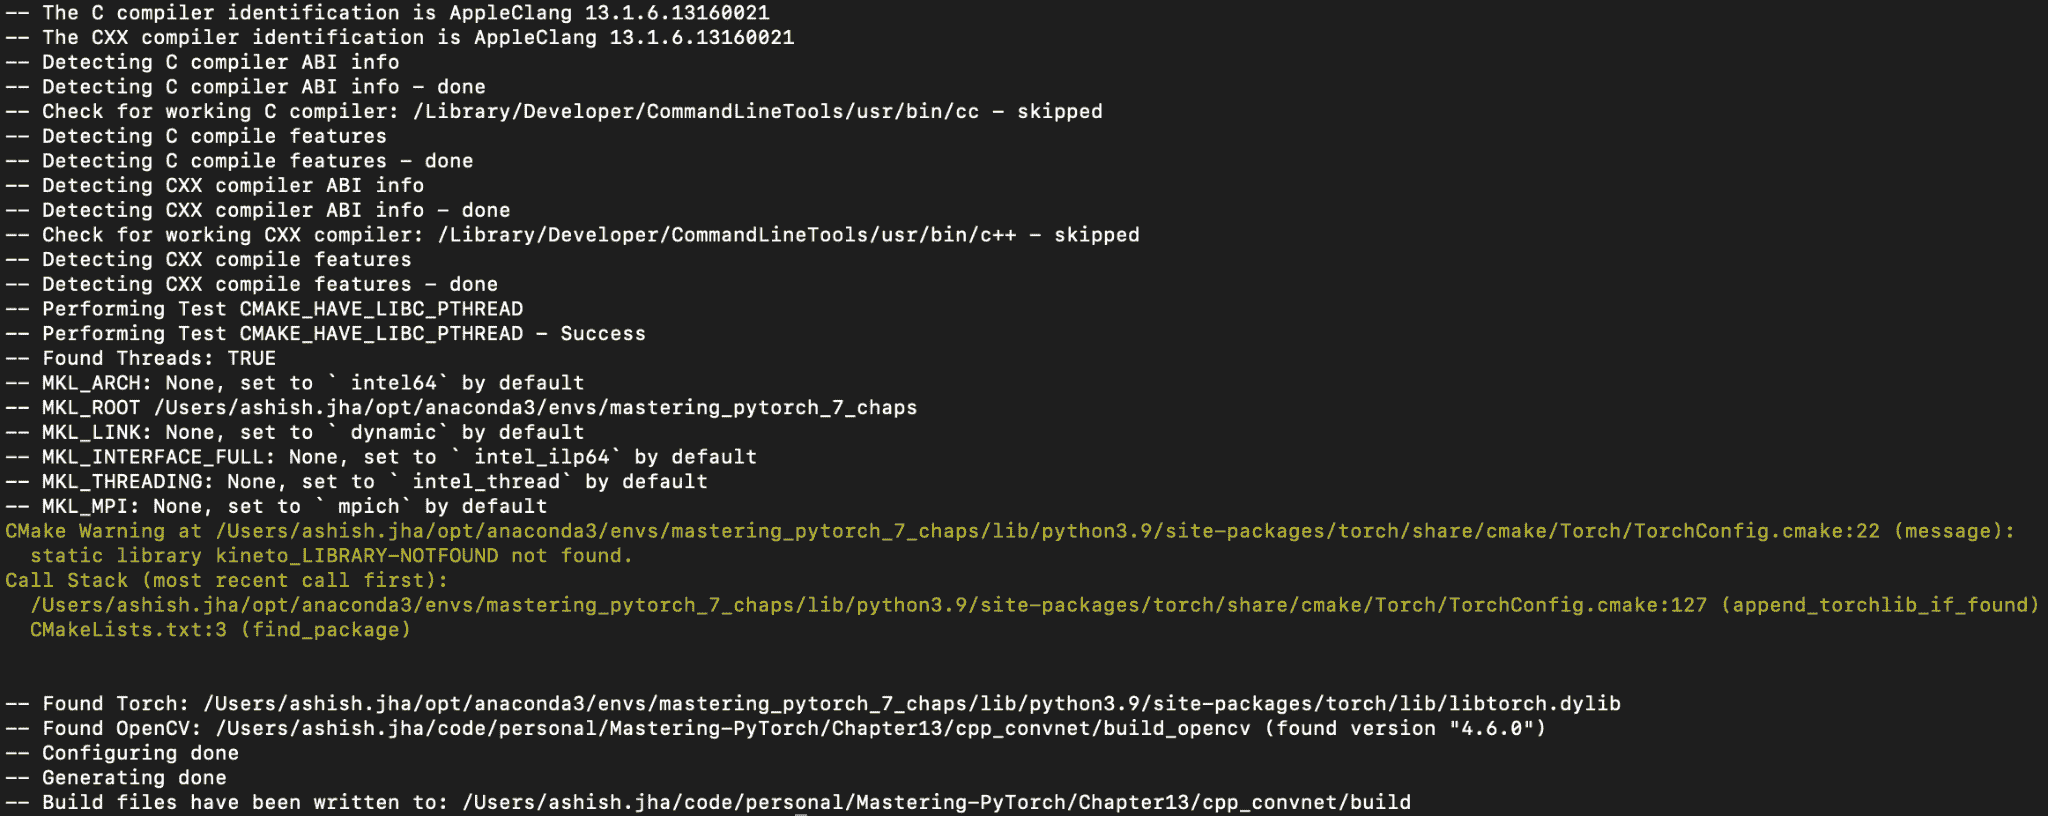 -- The C compiler identification is AppleClang 13.1.6.13160021
-- The CXX compiler identification is AppleClang 13.1.6.13160021
-- Detecting C compiler ABI info
-- Detecting C compiler ABI info - done
-- Check for working C compiler: /Library/Developer/CommandLineTools/usr/bin/cc - skipped
-- Detecting C compile features
-- Detecting C compile features - done
-- Detecting CXX compiler ABI info
-- Detecting CXX compiler ABI info - done
-- Check for working CXX compiler: /Library/Developer/CommandLineTools/usr/bin/c++ - skipped
-- Detecting CXX compile features
-- Detecting CXX compile features - done
-- Performing Test CMAKE_HAVE_LIBC_PTHREAD
-- Performing Test CMAKE_HAVE_LIBC_PTHREAD - Success
-- Found Threads: TRUE
-- MKL_ARCH: None, set to ` intel64` by default
-- MKL_ROOT /Users/ashish.jha/opt/anaconda3/envs/mastering_pytorch_7_chaps
-- MKL_LINK: None, set to ` dynamic` by default
-- MKL_INTERFACE_FULL: None, set to ` intel_ilp64` by default
-- MKL_THREADING: None, set to ` intel_thread` by default
-- MKL_MPI: None, set to ` mpich` by default
CMake Warning at /Users/ashish.jha/opt/anaconda3/envs/mastering_pytorch_7_chaps/lib/python3.9/site-packages/torch/share/cmake/Torch/TorchConfig.cmake:22 (message):
  static library kineto_LIBRARY-NOTFOUND not found.
Call Stack (most recent call first):
  /Users/ashish.jha/opt/anaconda3/envs/mastering_pytorch_7_chaps/lib/python3.9/site-packages/torch/share/cmake/Torch/TorchConfig.cmake:127 (append_torchlib_if_found)
  CMakeLists.txt:3 (find_package)
-- Found Torch: /Users/ashish.jha/opt/anaconda3/envs/mastering_pytorch_7_chaps/lib/python3.9/site-packages/torch/lib/libtorch.dylib
-- Found OpenCV: /Users/ashish.jha/code/personal/Mastering-PyTorch/Chapter13/cpp_convnet/build_opencv (found version "4.6.0")
-- Configuring done
-- Generating done
-- Build files have been written to: /Users/ashish.jha/code/personal/Mastering-PyTorch/Chapter13/cpp_convnet/build